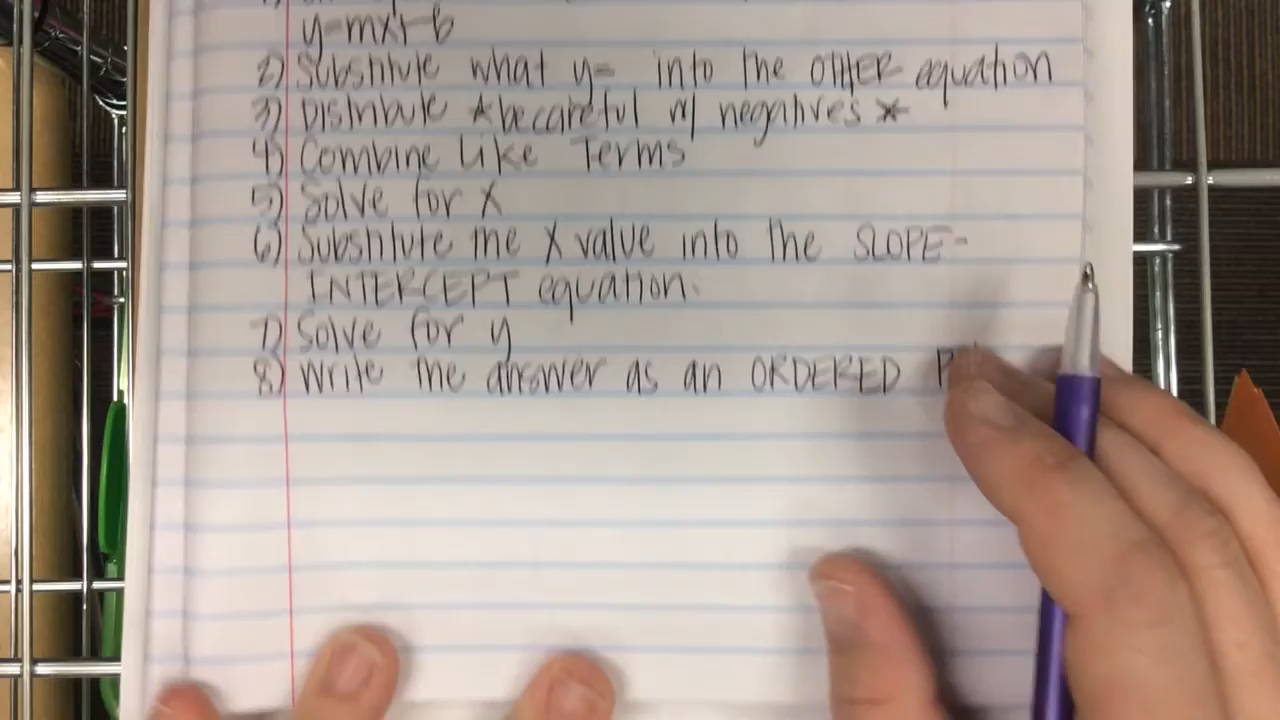 y=mx+b
2) Substitute what y= into the OTHER equation
3) Distribute *be careful w/ negatives *
4) Combine Like Terms
5) Solve for X
6) Substitute the X value into the SLOPE-
INTERCEPT equation.
7) Solve for y
8) Write the answer as an ORDERED